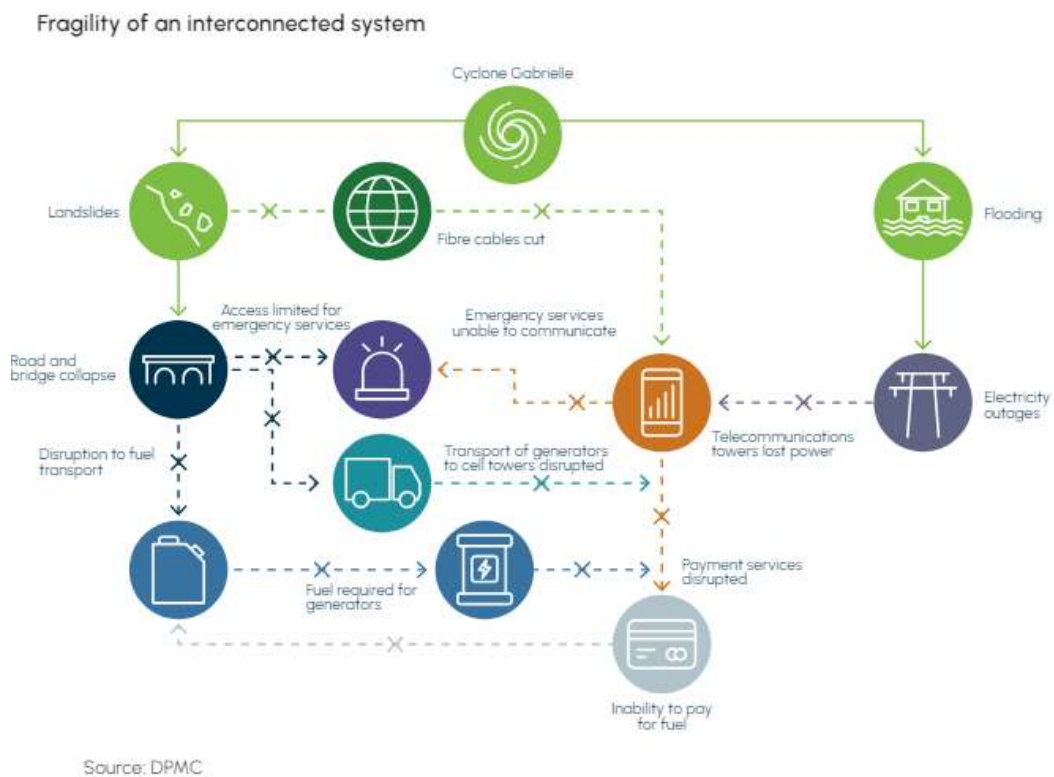 Fragility of an interconnected system
Cyclone Gabrielle
Landslides
Fibre cables cut
Flooding
Access limited for
emergency services
Emergency services
unable to communicate
Road and
bridge collapse
Electricity
outages
Disruption to fuel
transport
Transport of generators
to cell towers disrupted
Telecommunications
towers lost power
Fuel required for
generators
Payment services
disrupted
Inability to pay
for fuel
Source: DPMC